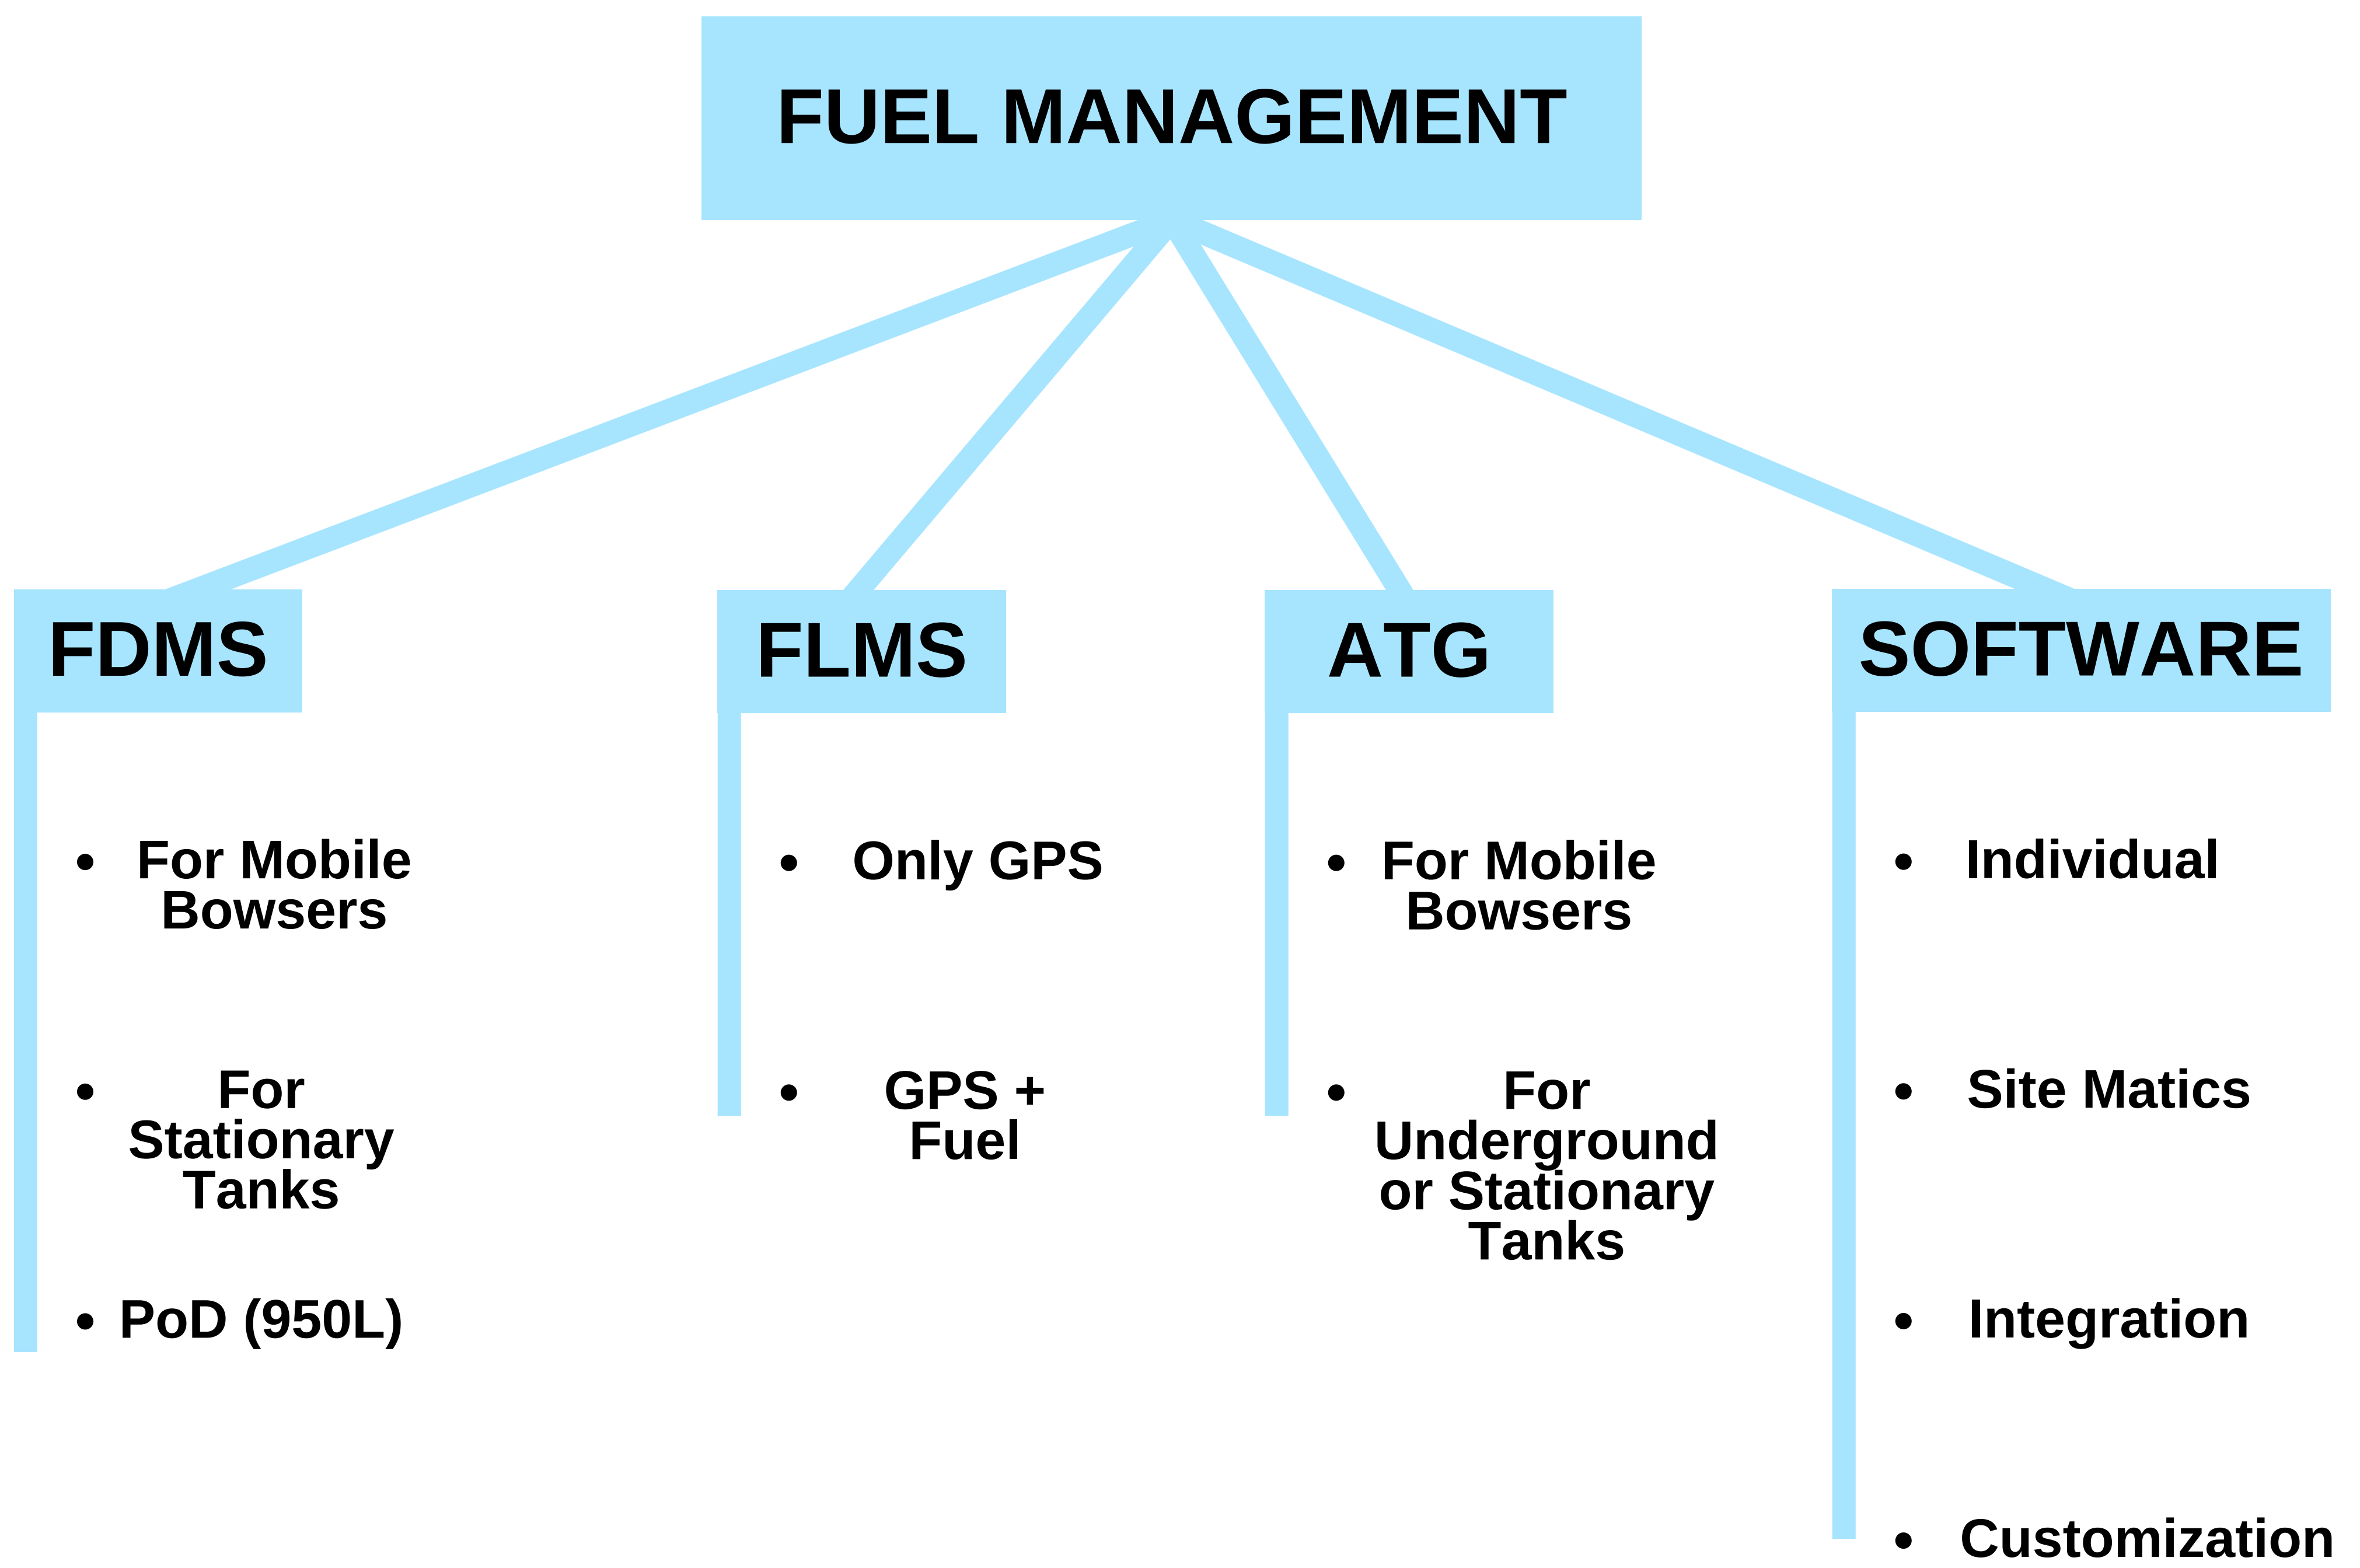 FUEL MANAGEMENT
FDMS
• For Mobile
Bowsers
• For
Stationary
Tanks
• PoD (950L)
FLMS
• Only GPS
• GPS +
Fuel
ATG
• For Mobile
Bowsers
• For
Underground
or Stationary
Tanks
SOFTWARE
• Individual
• Site Matics
• Integration
• Customization